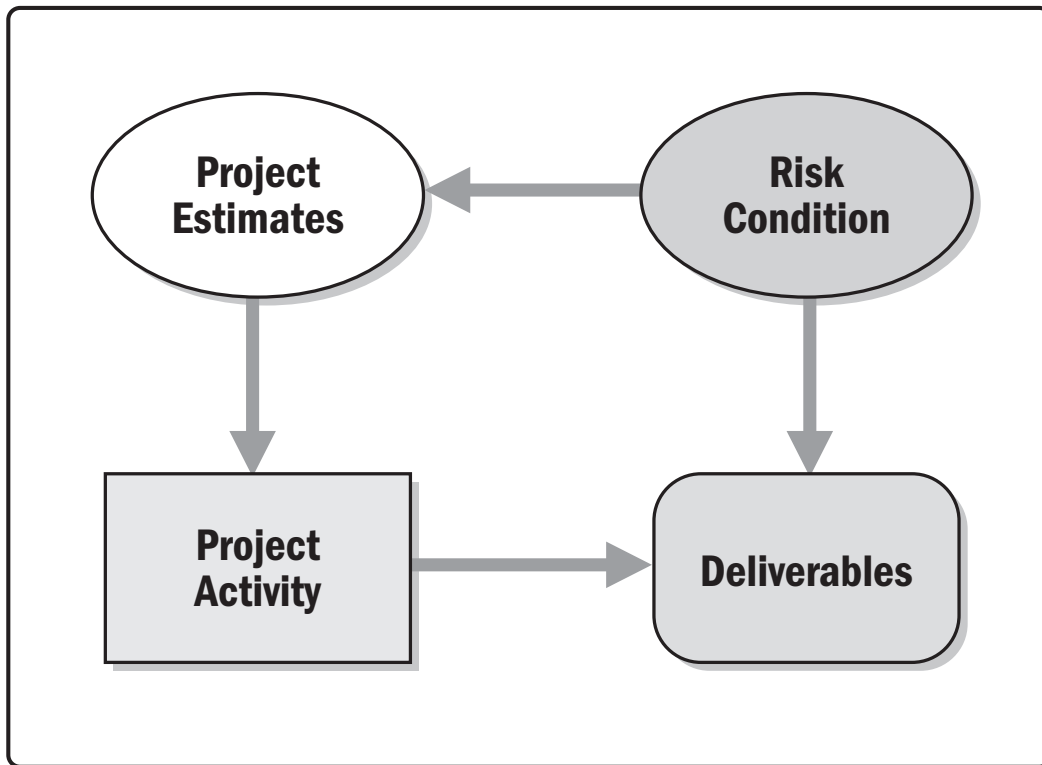 Project
Estimates
Risk
Condition
Project
Activity
Deliverables